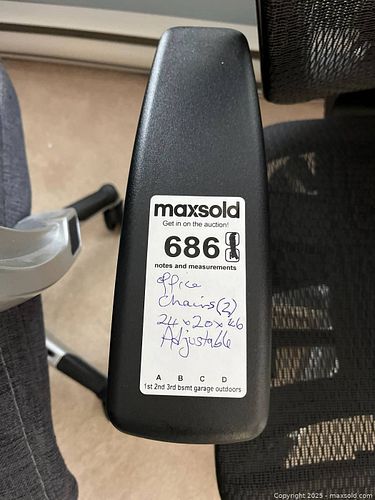 maxsold
Get in on the auction!
686
notes and measurements
office
chairs (2)
24 x 20 x 46
Adjustable
A B C D
1st 2nd 3rd bsmt garage outdoors
Copyright 2025 - maxsold.com